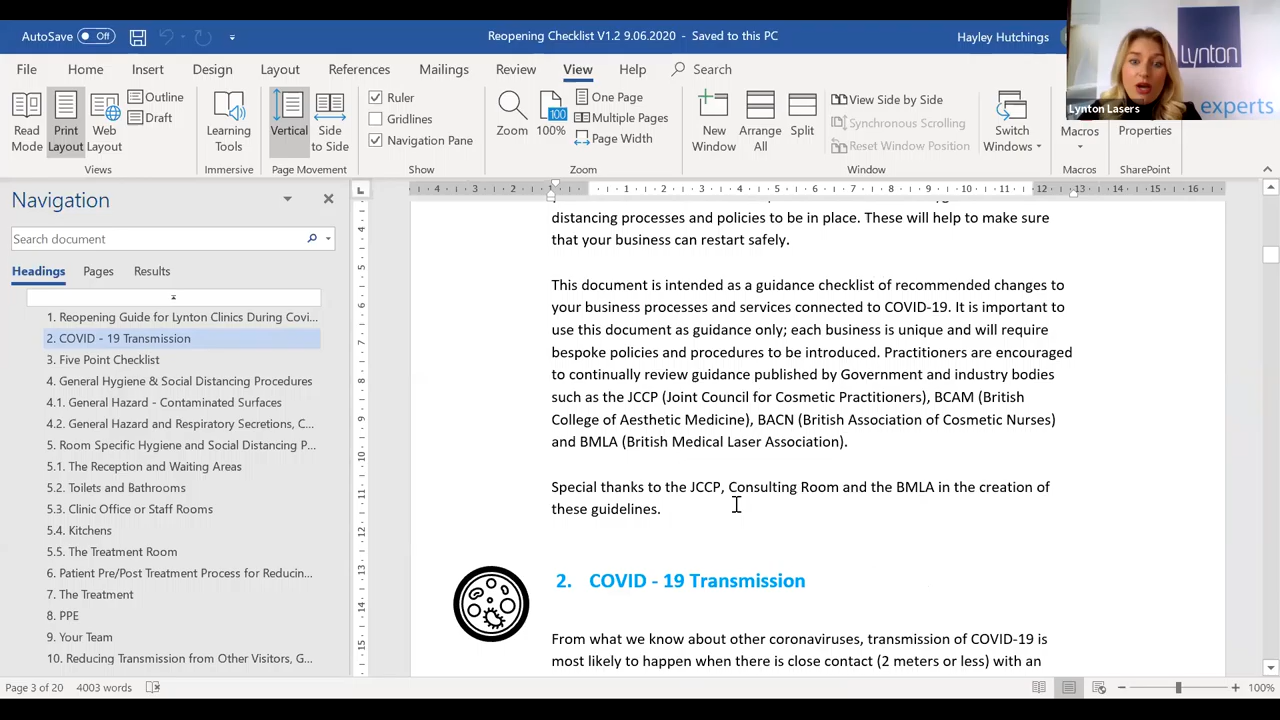 AutoSave Off
Reopening Checklist V1.2 9.06.2020 – Saved to this PC
Hayley Hutchings
Lynton
experts
Lynton Lasers
File Home Insert Design Layout References Mailings Review View Help Search
Read Mode
Print Layout
Web Layout
Outline
Draft
Views
Learning Tools
Immersive
Vertical
Side to Side
Page Movement
Ruler
Gridlines
Navigation Pane
Show
Zoom
100
100%
One Page
Multiple Pages
Page Width
Zoom
New Window
Arrange All
Split
View Side by Side
Synchronous Scrolling
Reset Window Position
Window
Switch Windows
Macros
Macros
Properties
SharePoint
Navigation
Search document
Headings Pages Results
1. Reopening Guide for Lynton Clinics During Covi...
2. COVID - 19 Transmission
3. Five Point Checklist
4. General Hygiene & Social Distancing Procedures
4.1. General Hazard - Contaminated Surfaces
4.2. General Hazard and Respiratory Secretions, C...
5. Room Specific Hygiene and Social Distancing P...
5.1. The Reception and Waiting Areas
5.2. Toilets and Bathrooms
5.3. Clinic Office or Staff Rooms
5.4. Kitchens
5.5. The Treatment Room
6. Patient Pre/Post Treatment Process for Reducin...
7. The Treatment
8. PPE
9. Your Team
10. Reducing Transmission from Other Visitors, G...
distancing processes and policies to be in place. These will help to make sure
that your business can restart safely.
This document is intended as a guidance checklist of recommended changes to
your business processes and services connected to COVID-19. It is important to
use this document as guidance only; each business is unique and will require
bespoke policies and procedures to be introduced. Practitioners are encouraged
to continually review guidance published by Government and industry bodies
such as the JCCP (Joint Council for Cosmetic Practitioners), BCAM (British
College of Aesthetic Medicine), BACN (British Association of Cosmetic Nurses)
and BMLA (British Medical Laser Association).
Special thanks to the JCCP, Consulting Room and the BMLA in the creation of
these guidelines.
2. COVID - 19 Transmission
From what we know about other coronaviruses, transmission of COVID-19 is
most likely to happen when there is close contact (2 meters or less) with an
Page 3 of 20 4003 words
100%